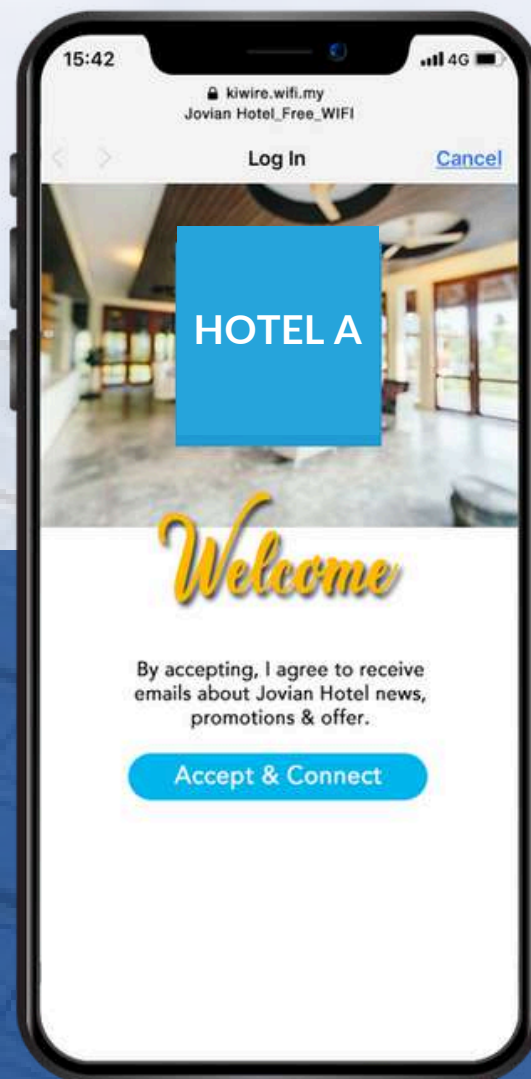 15:42
4G
kiwire.wifi.my
Jovian Hotel_Free_WIFI
Log In
Cancel
HOTEL A
Welcome
By accepting, I agree to receive
emails about Jovian Hotel news,
promotions & offer.
Accept & Connect